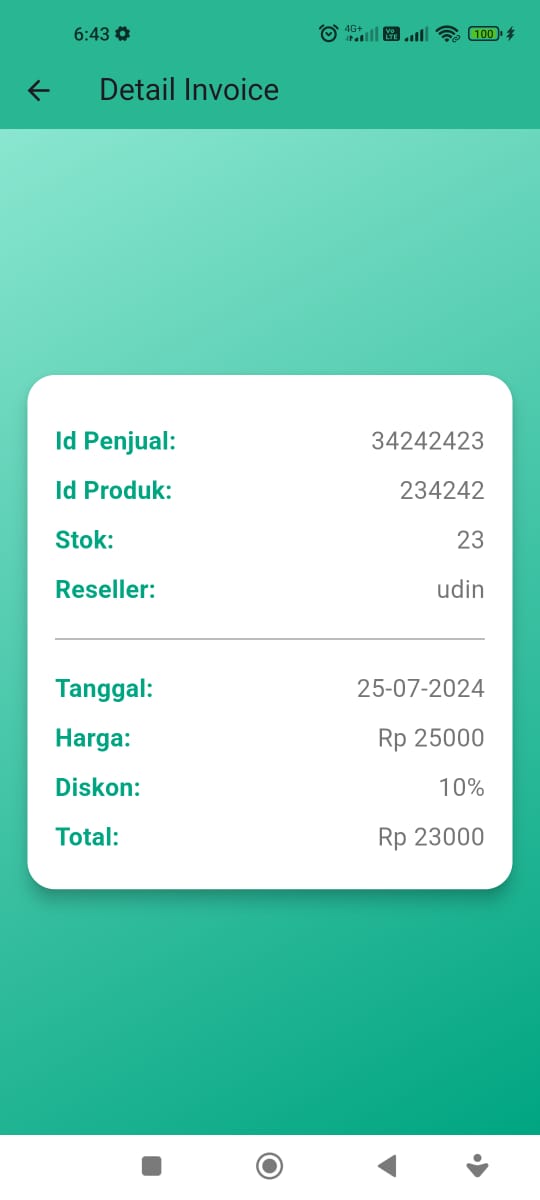 6:43
4G+
Vo
LTE
100
Detail Invoice
Id Penjual: 34242423
Id Produk: 234242
Stok: 23
Reseller: udin
Tanggal: 25-07-2024
Harga: Rp 25000
Diskon: 10%
Total: Rp 23000